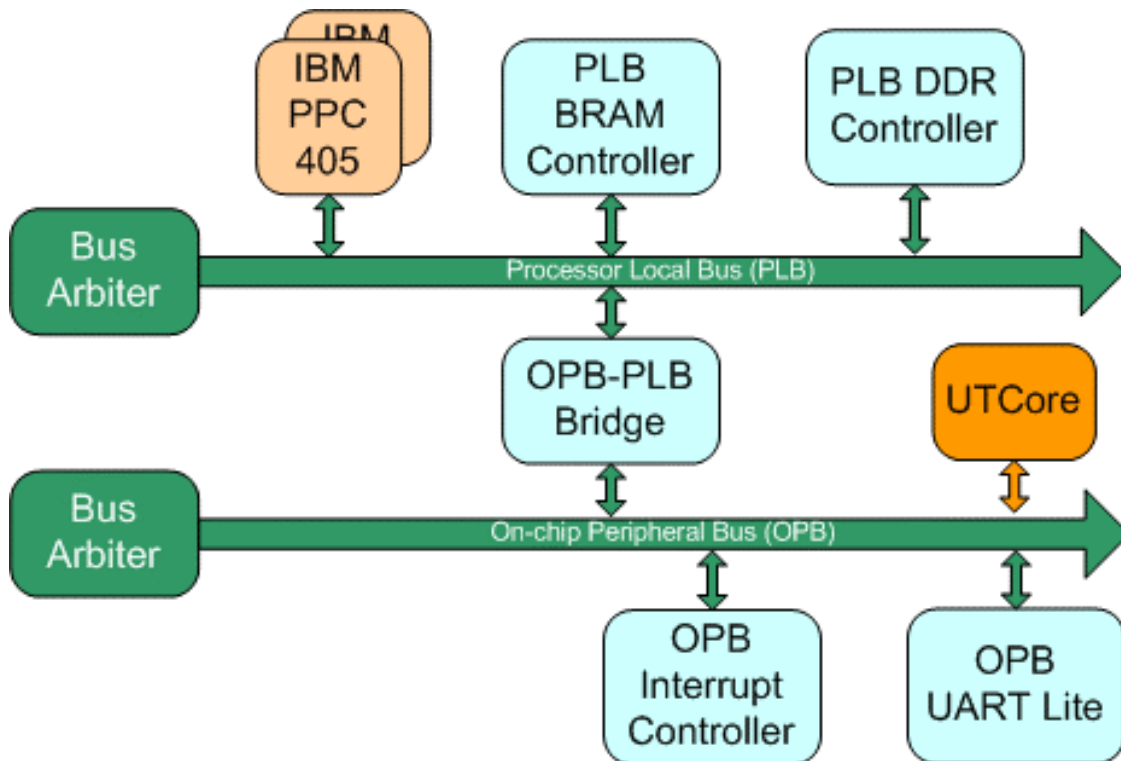 IBM
IBM
PPC
405
PLB
BRAM
Controller
PLB DDR
Controller
Bus
Arbiter
Processor Local Bus (PLB)
OPB-PLB
Bridge
UTCore
Bus
Arbiter
On-chip Peripheral Bus (OPB)
OPB
Interrupt
Controller
OPB
UART Lite